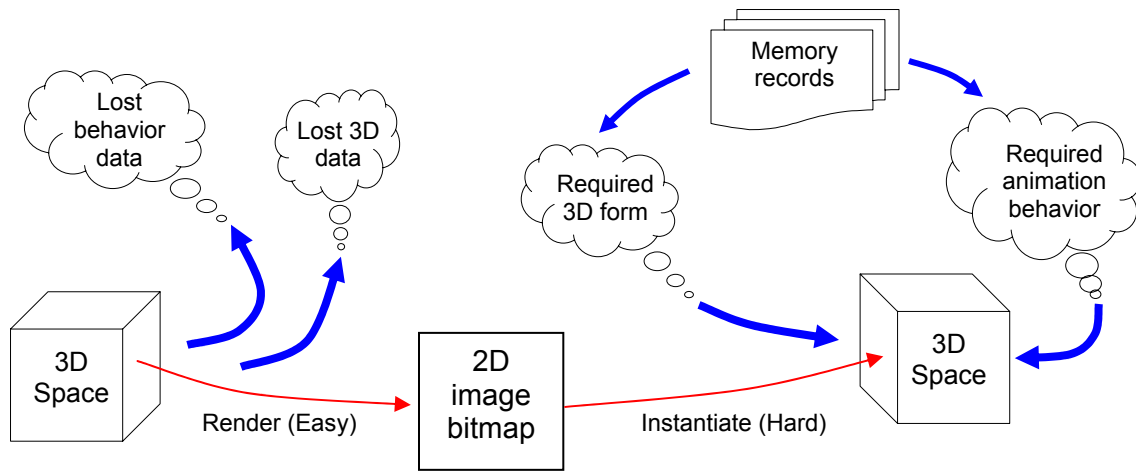 Lost
behavior
data
Lost 3D
data
Memory
records
Required
3D form
Required
animation
behavior
3D
Space
Render (Easy)
2D
image
bitmap
Instantiate (Hard)
3D
Space